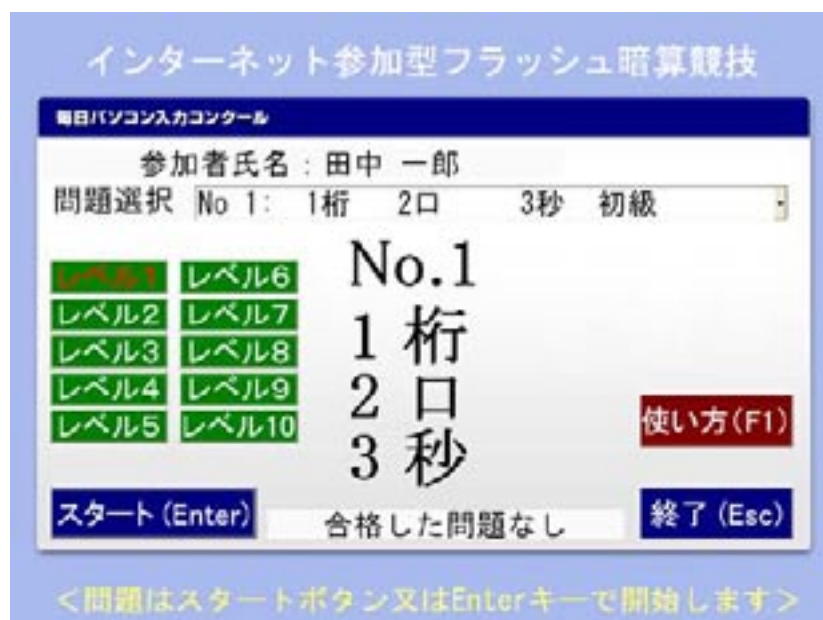 インターネット参加型フラッシュ暗算競技
毎日パソコン入力コンクール
参加者氏名：田中 一郎
問題選択 No 1: 1桁 2口 3秒 初級
No.1
1 桁
2 口
3 秒
レベル1 レベル6
レベル2 レベル7
レベル3 レベル8
レベル4 レベル9
レベル5 レベル10
使い方(F1)
スタート(Enter)
合格した問題なし
終了(Esc)
＜問題はスタートボタン又はEnterキーで開始します＞